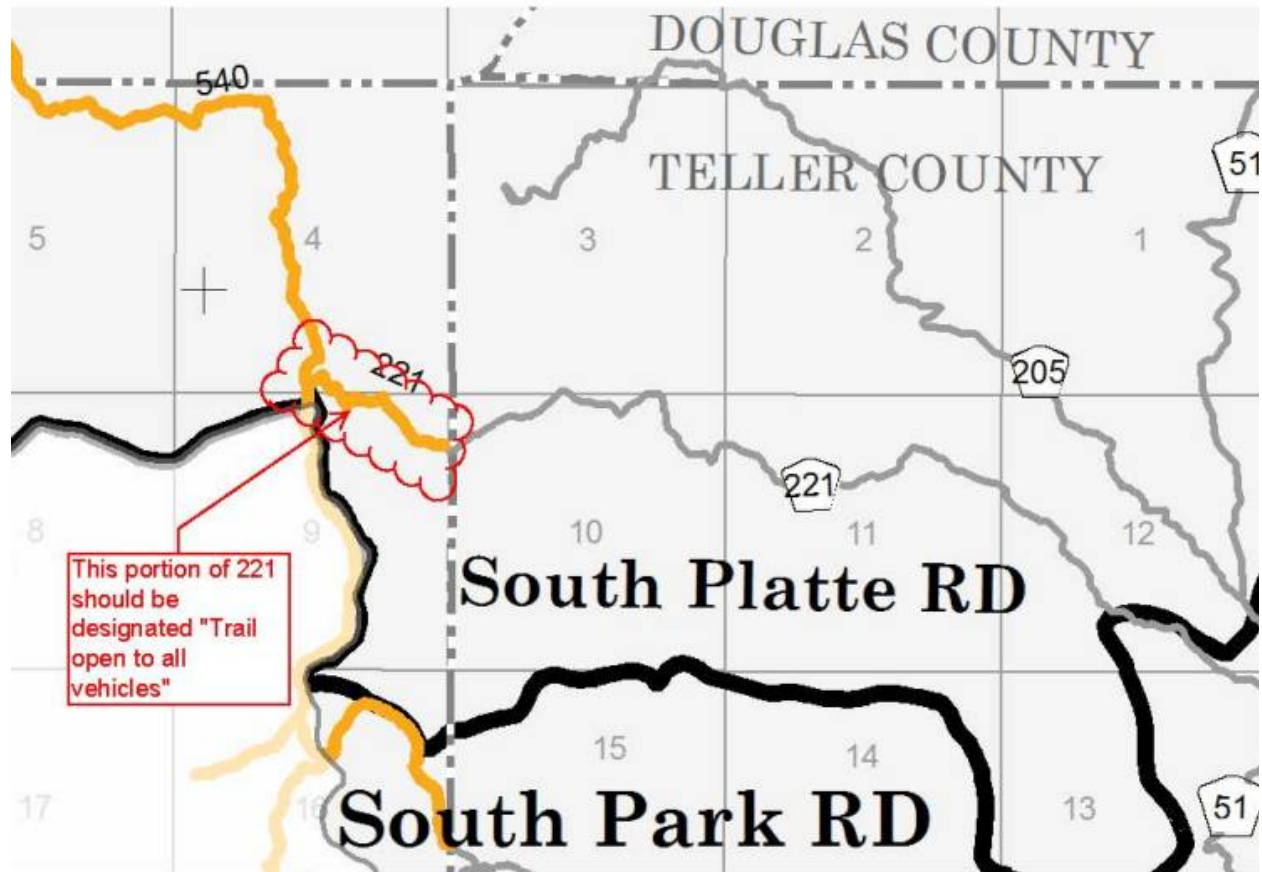 DOUGLAS COUNTY
540
51
TELLER COUNTY
5
4
3
2
1
221
205
221
8
9
10
11
12
This portion of 221
should be
designated "Trail
open to all
vehicles"
South Platte RD
15
14
17
16
13
51
South Park RD